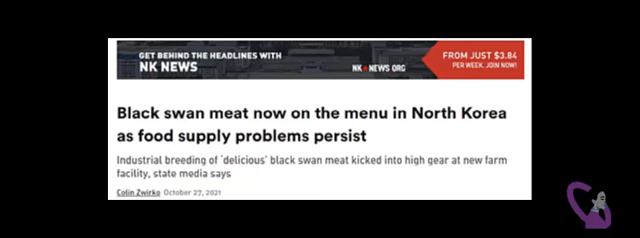 GET BEHIND THE HEADLINES WITH
NK NEWS
NK NEWS.ORG
FROM JUST $3.84
PER WEEK. JOIN NOW!
Black swan meat now on the menu in North Korea
as food supply problems persist
Industrial breeding of 'delicious' black swan meat kicked into high gear at new farm
facility, state media says
Colin Zwirko October 27, 2021